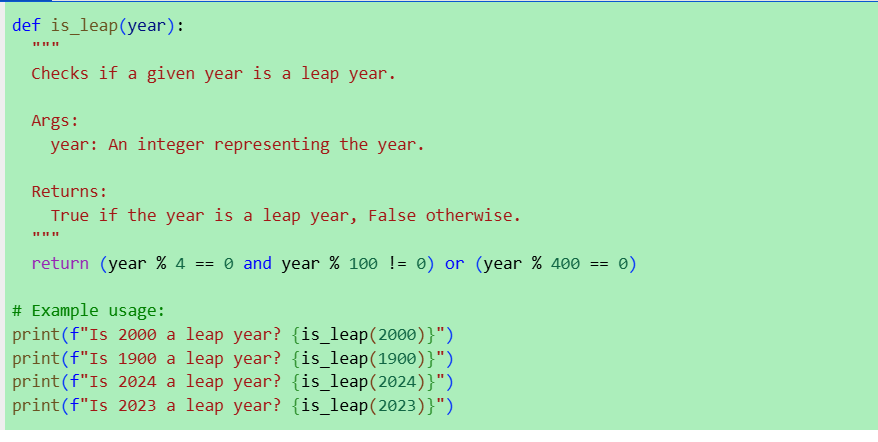 def is_leap(year):
  """
  Checks if a given year is a leap year.

  Args:
    year: An integer representing the year.

  Returns:
    True if the year is a leap year, False otherwise.
  """
  return (year % 4 == 0 and year % 100 != 0) or (year % 400 == 0)

# Example usage:
print(f"Is 2000 a leap year? {is_leap(2000)}")
print(f"Is 1900 a leap year? {is_leap(1900)}")
print(f"Is 2024 a leap year? {is_leap(2024)}")
print(f"Is 2023 a leap year? {is_leap(2023)}")